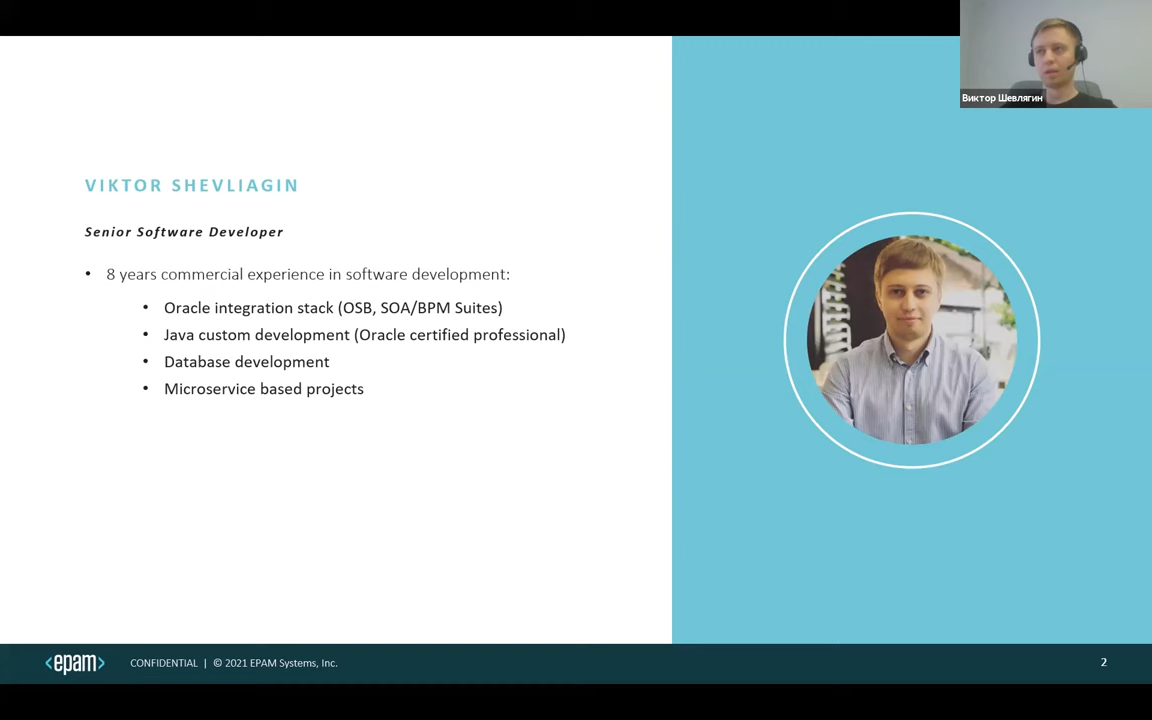 Виктор Шевлягин
VIKTOR SHEVLIAGIN
Senior Software Developer
• 8 years commercial experience in software development:
• Oracle integration stack (OSB, SOA/BPM Suites)
• Java custom development (Oracle certified professional)
• Database development
• Microservice based projects
<epam> CONFIDENTIAL | © 2021 EPAM Systems, Inc. 2